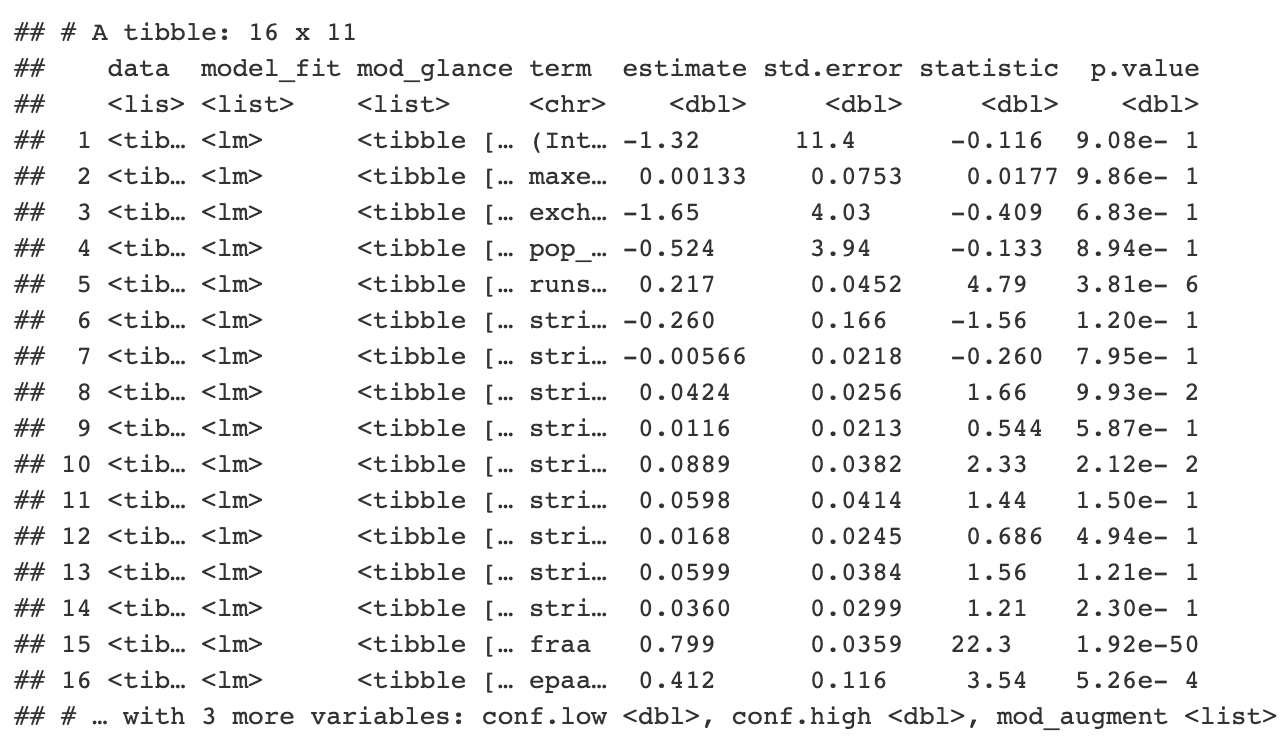 ## # A tibble: 16 x 11
##    data  model_fit mod_glance term  estimate std.error statistic  p.value
##    <lis> <list>    <list>     <chr>    <dbl>     <dbl>     <dbl>    <dbl>
##  1 <tib… <lm>      <tibble [… (Int… -1.32      11.4      -0.116  9.08e- 1
##  2 <tib… <lm>      <tibble [… maxe…  0.00133    0.0753    0.0177 9.86e- 1
##  3 <tib… <lm>      <tibble [… exch… -1.65       4.03     -0.409  6.83e- 1
##  4 <tib… <lm>      <tibble [… pop_… -0.524      3.94     -0.133  8.94e- 1
##  5 <tib… <lm>      <tibble [… runs…  0.217      0.0452    4.79   3.81e- 6
##  6 <tib… <lm>      <tibble [… stri… -0.260      0.166    -1.56   1.20e- 1
##  7 <tib… <lm>      <tibble [… stri… -0.00566    0.0218   -0.260  7.95e- 1
##  8 <tib… <lm>      <tibble [… stri…  0.0424     0.0256    1.66   9.93e- 2
##  9 <tib… <lm>      <tibble [… stri…  0.0116     0.0213    0.544  5.87e- 1
## 10 <tib… <lm>      <tibble [… stri…  0.0889     0.0382    2.33   2.12e- 2
## 11 <tib… <lm>      <tibble [… stri…  0.0598     0.0414    1.44   1.50e- 1
## 12 <tib… <lm>      <tibble [… stri…  0.0168     0.0245    0.686  4.94e- 1
## 13 <tib… <lm>      <tibble [… stri…  0.0599     0.0384    1.56   1.21e- 1
## 14 <tib… <lm>      <tibble [… stri…  0.0360     0.0299    1.21   2.30e- 1
## 15 <tib… <lm>      <tibble [… fraa   0.799      0.0359   22.3    1.92e-50
## 16 <tib… <lm>      <tibble [… epaa…  0.412      0.116     3.54   5.26e- 4
## # … with 3 more variables: conf.low <dbl>, conf.high <dbl>, mod_augment <list>